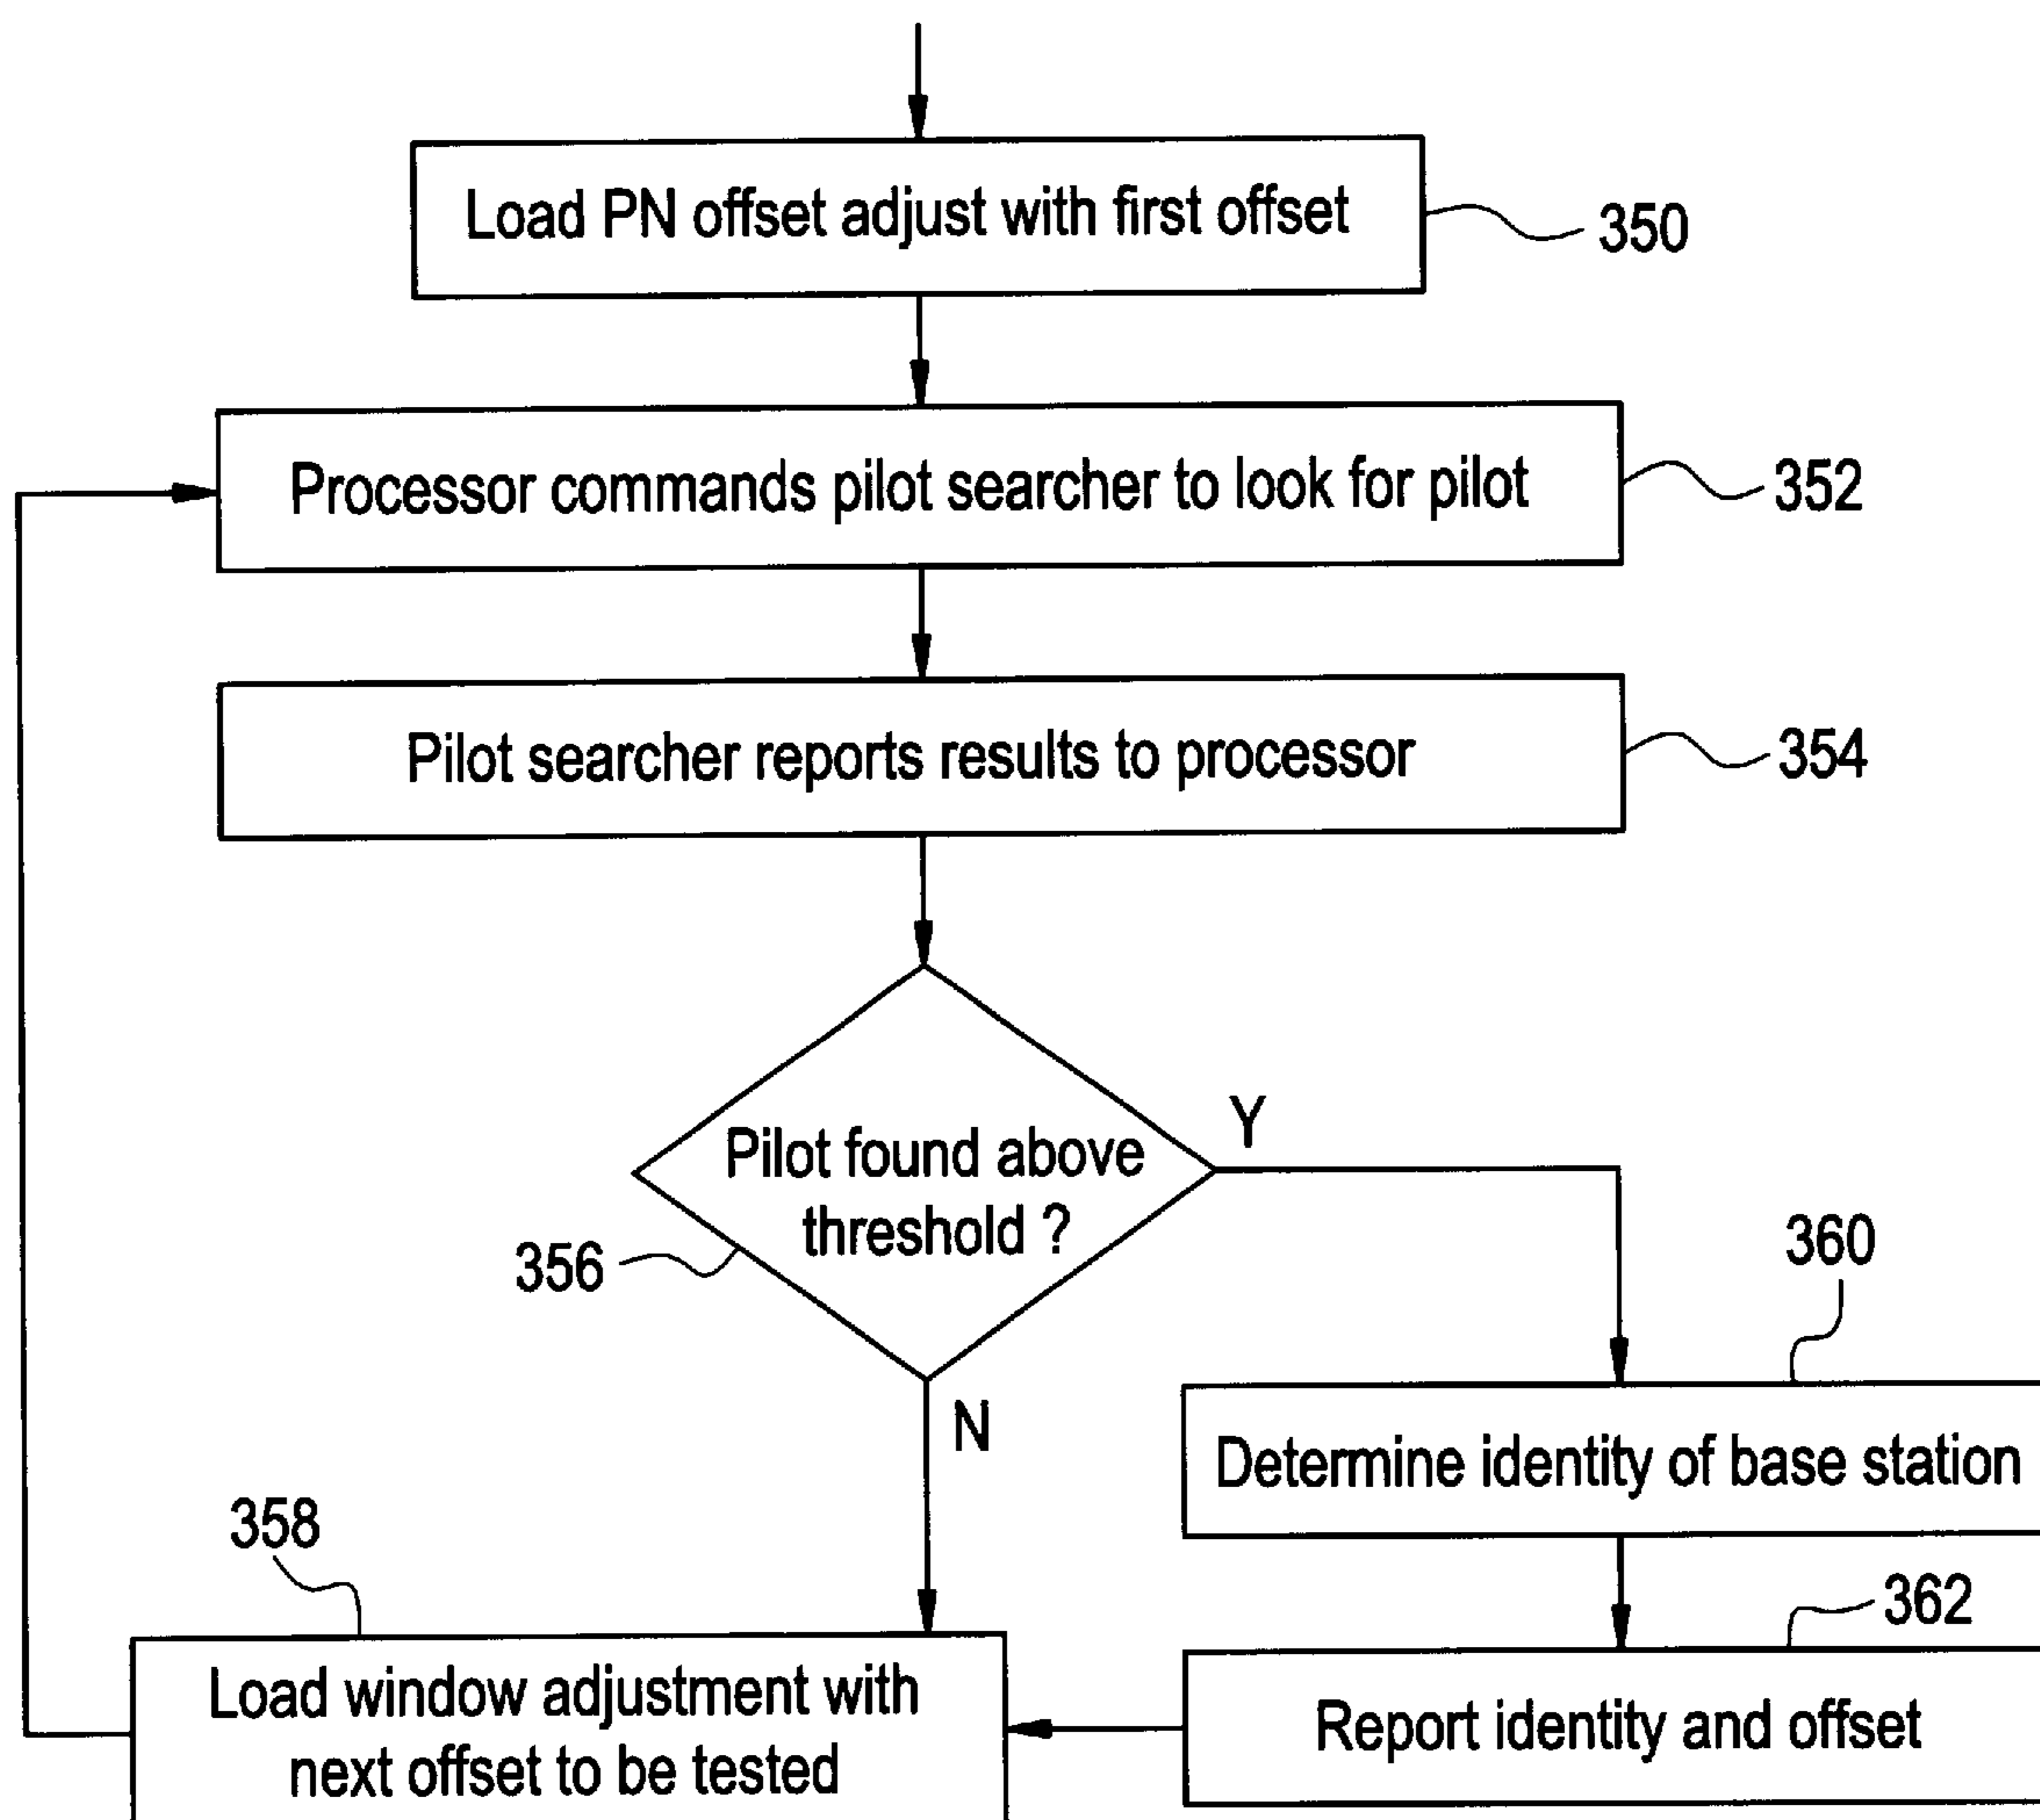 Load PN offset adjust with first offset
350
Processor commands pilot searcher to look for pilot
352
Pilot searcher reports results to processor
354
Pilot found above
threshold ?
356
Y
N
360
Determine identity of base station
358
Load window adjustment with
next offset to be tested
362
Report identity and offset